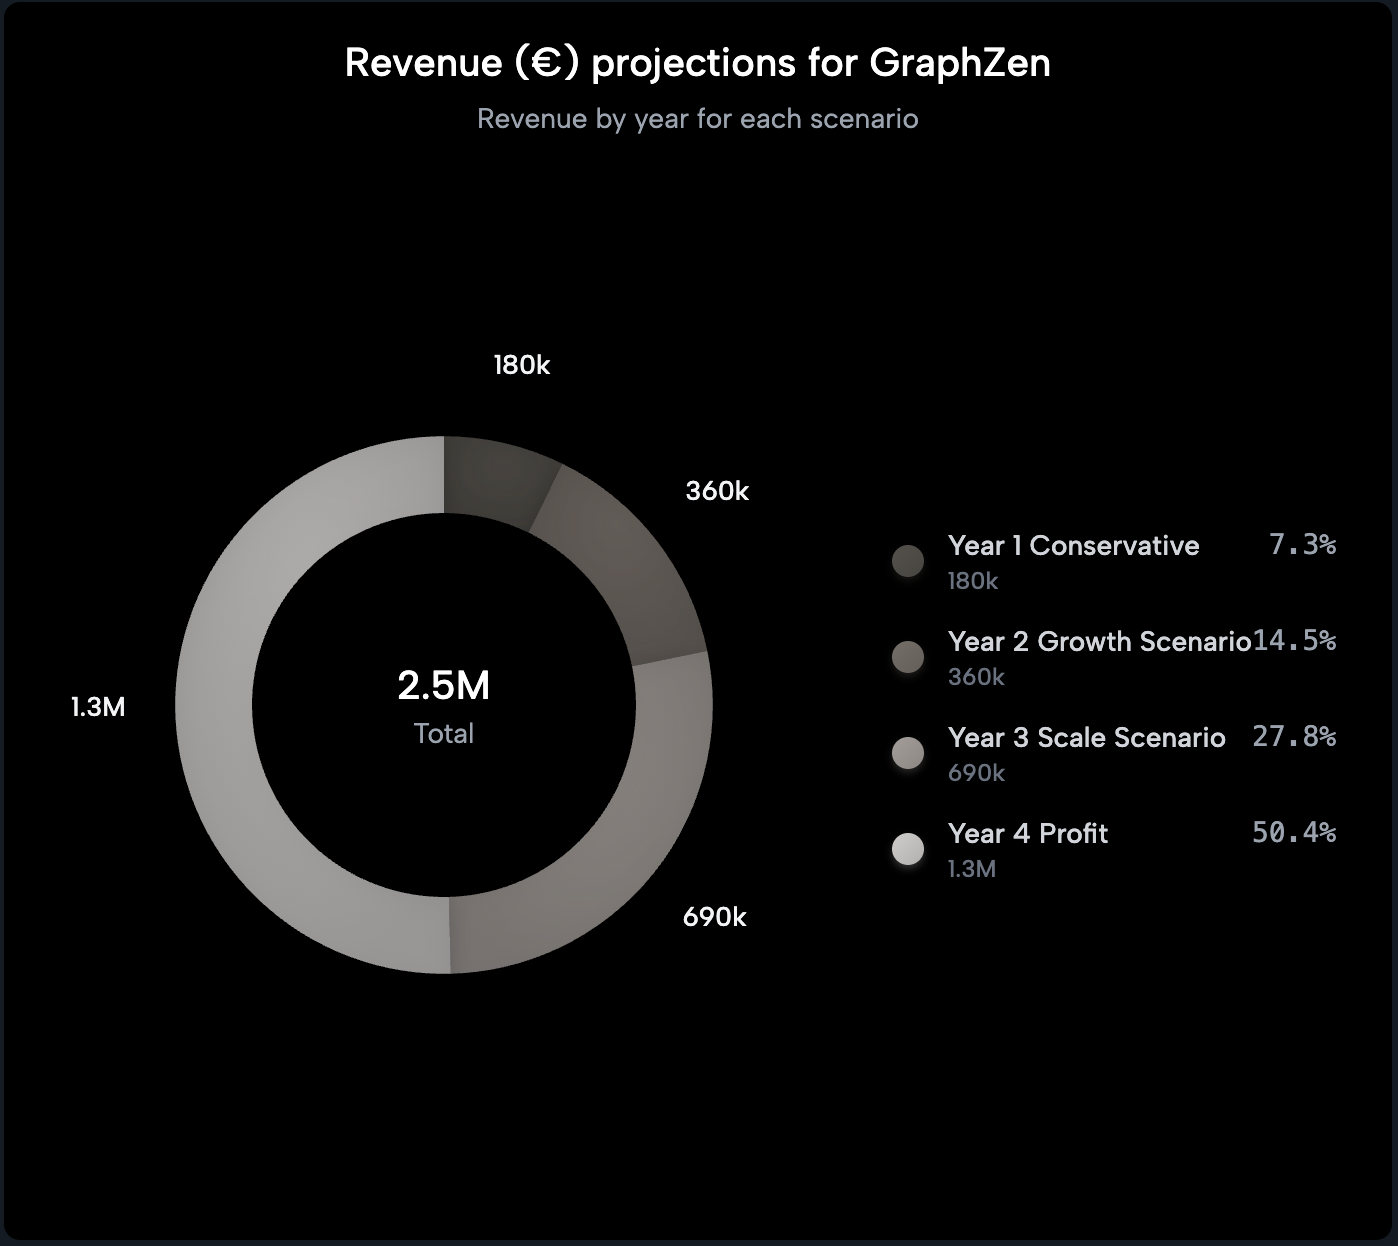 Revenue (€) projections for GraphZen
Revenue by year for each scenario
180k
360k
1.3M
2.5M
Total
690k
Year 1 Conservative 7.3%
180k
Year 2 Growth Scenario 14.5%
360k
Year 3 Scale Scenario 27.8%
690k
Year 4 Profit 50.4%
1.3M